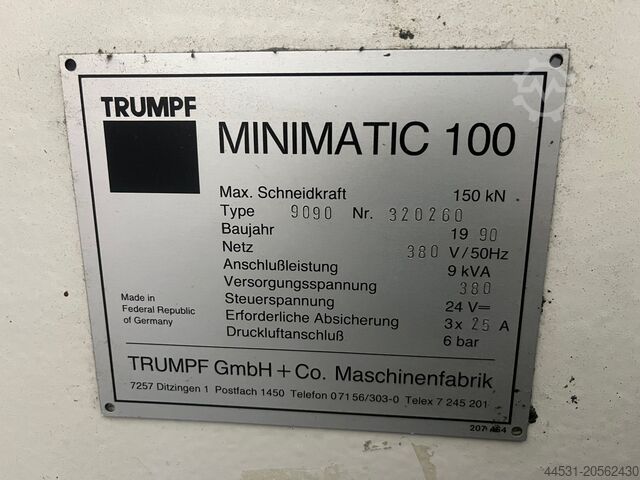 TRUMPF
MINIMATIC 100
Max. Schneidkraft 150 kN
Type 9090 Nr. 320260
Baujahr 1990
Netz 380 V/50Hz
Anschlußleistung 9 kVA
Versorgungsspannung 380
Steuerspannung 24 V=
Erforderliche Absicherung 3x 25 A
Druckluftanschluß 6 bar
Made in
Federal Republic
of Germany
TRUMPF GmbH + Co. Maschinenfabrik
7257 Ditzingen 1 Postfach 1450 Telefon 07156/303-0 Telex 7 245 201
44531-20562430